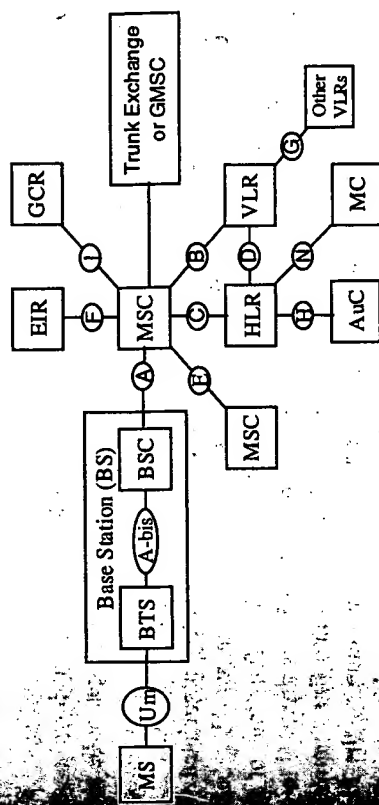 EIR
GCR
F
I
Base Station (BS)
MS
Um
BTS
A-bis
BSC
A
MSC
Trunk Exchange
or GMSC
E
C
B
MSC
HLR
D
VLR
H
N
G
AuC
MC
Other
VLRs